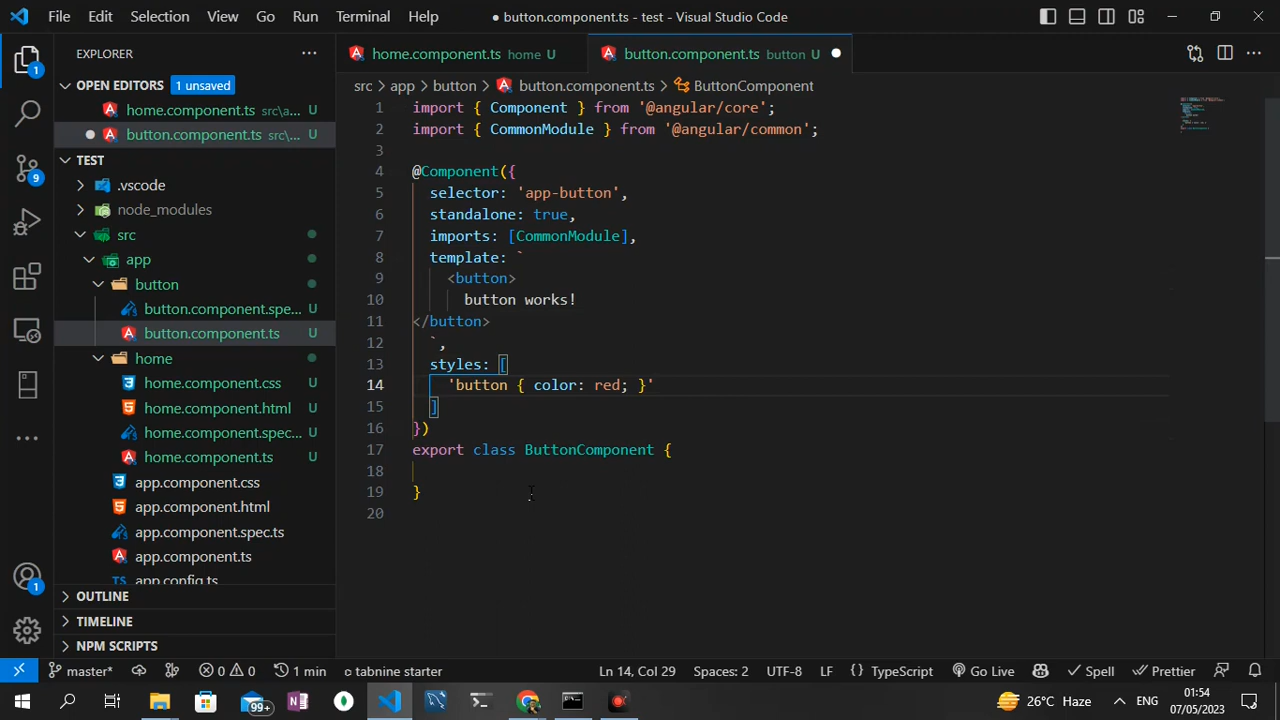 File Edit Selection View Go Run Terminal Help ● button.component.ts - test - Visual Studio Code
EXPLORER
OPEN EDITORS 1 unsaved
home.component.ts src\a... U
button.component.ts src\... U
TEST
.vscode
node_modules
src
app
button
button.component.spe... U
button.component.ts U
home
home.component.css U
home.component.html U
home.component.spec... U
home.component.ts U
app.component.css U
app.component.html U
app.component.spec.ts U
app.component.ts U
app.config.ts U
OUTLINE
TIMELINE
NPM SCRIPTS
1
9
1
home.component.ts home U button.component.ts button U
src > app > button > button.component.ts > ButtonComponent
1 import { Component } from '@angular/core';
2 import { CommonModule } from '@angular/common';
3
4 @Component({
5 selector: 'app-button',
6 standalone: true,
7 imports: [CommonModule],
8 template: `
9 <button>
10 button works!
11 </button>
12 `,
13 styles: [
14 'button { color: red; }'
15 ]
16 })
17 export class ButtonComponent {
18
19 }
20
master* 0 0 1 min tabnine starter Ln 14, Col 29 Spaces: 2 UTF-8 LF {} TypeScript Go Live Spell Prettier
99+ 26°C Haze ENG 01:54
07/05/2023